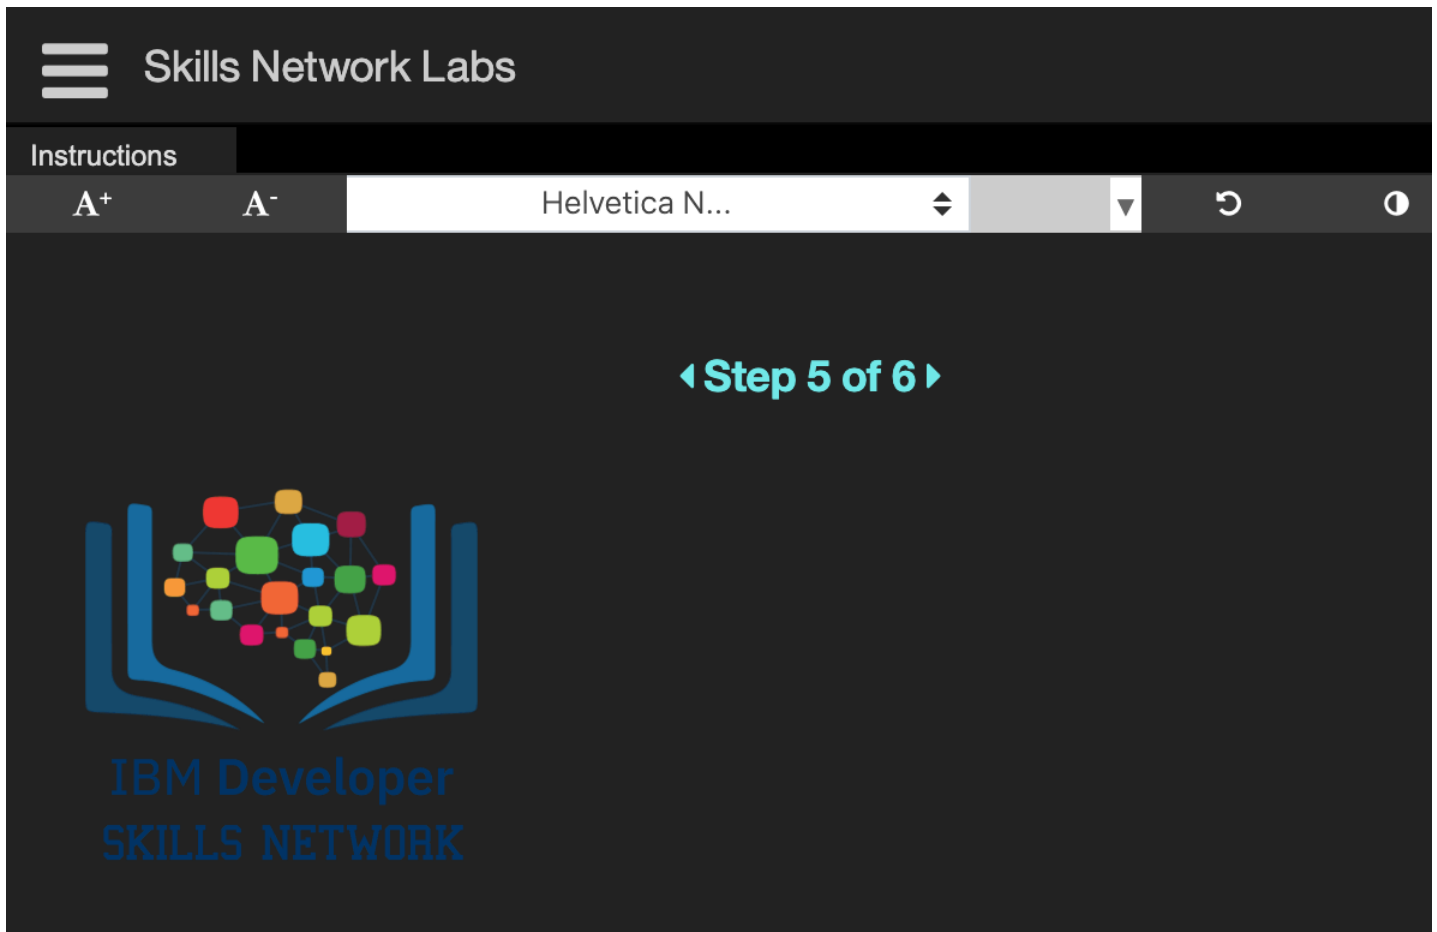 Skills Network Labs
Instructions
A+ A- Helvetica N...
Step 5 of 6
IBM Developer
SKILLS NETWORK